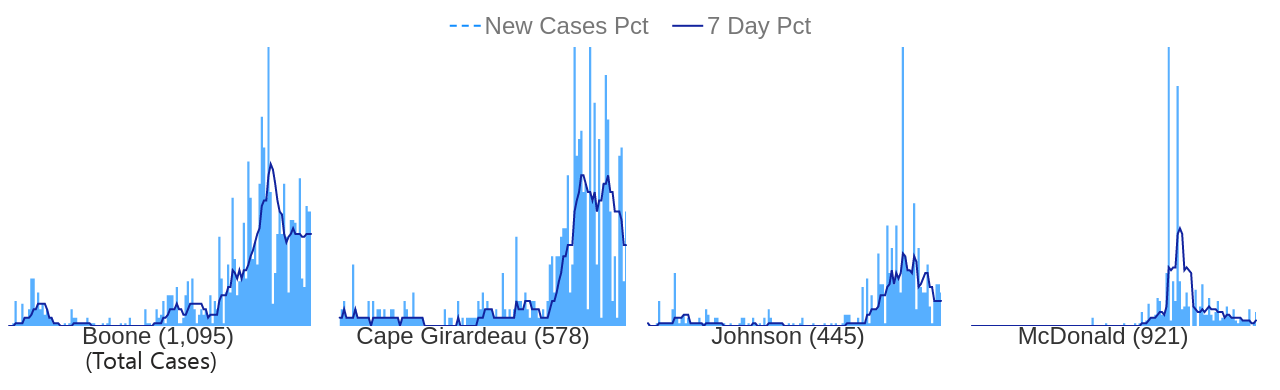 New Cases Pct 7 Day Pct
Boone (1,095) Cape Girardeau (578) Johnson (445) McDonald (921)
(Total Cases)